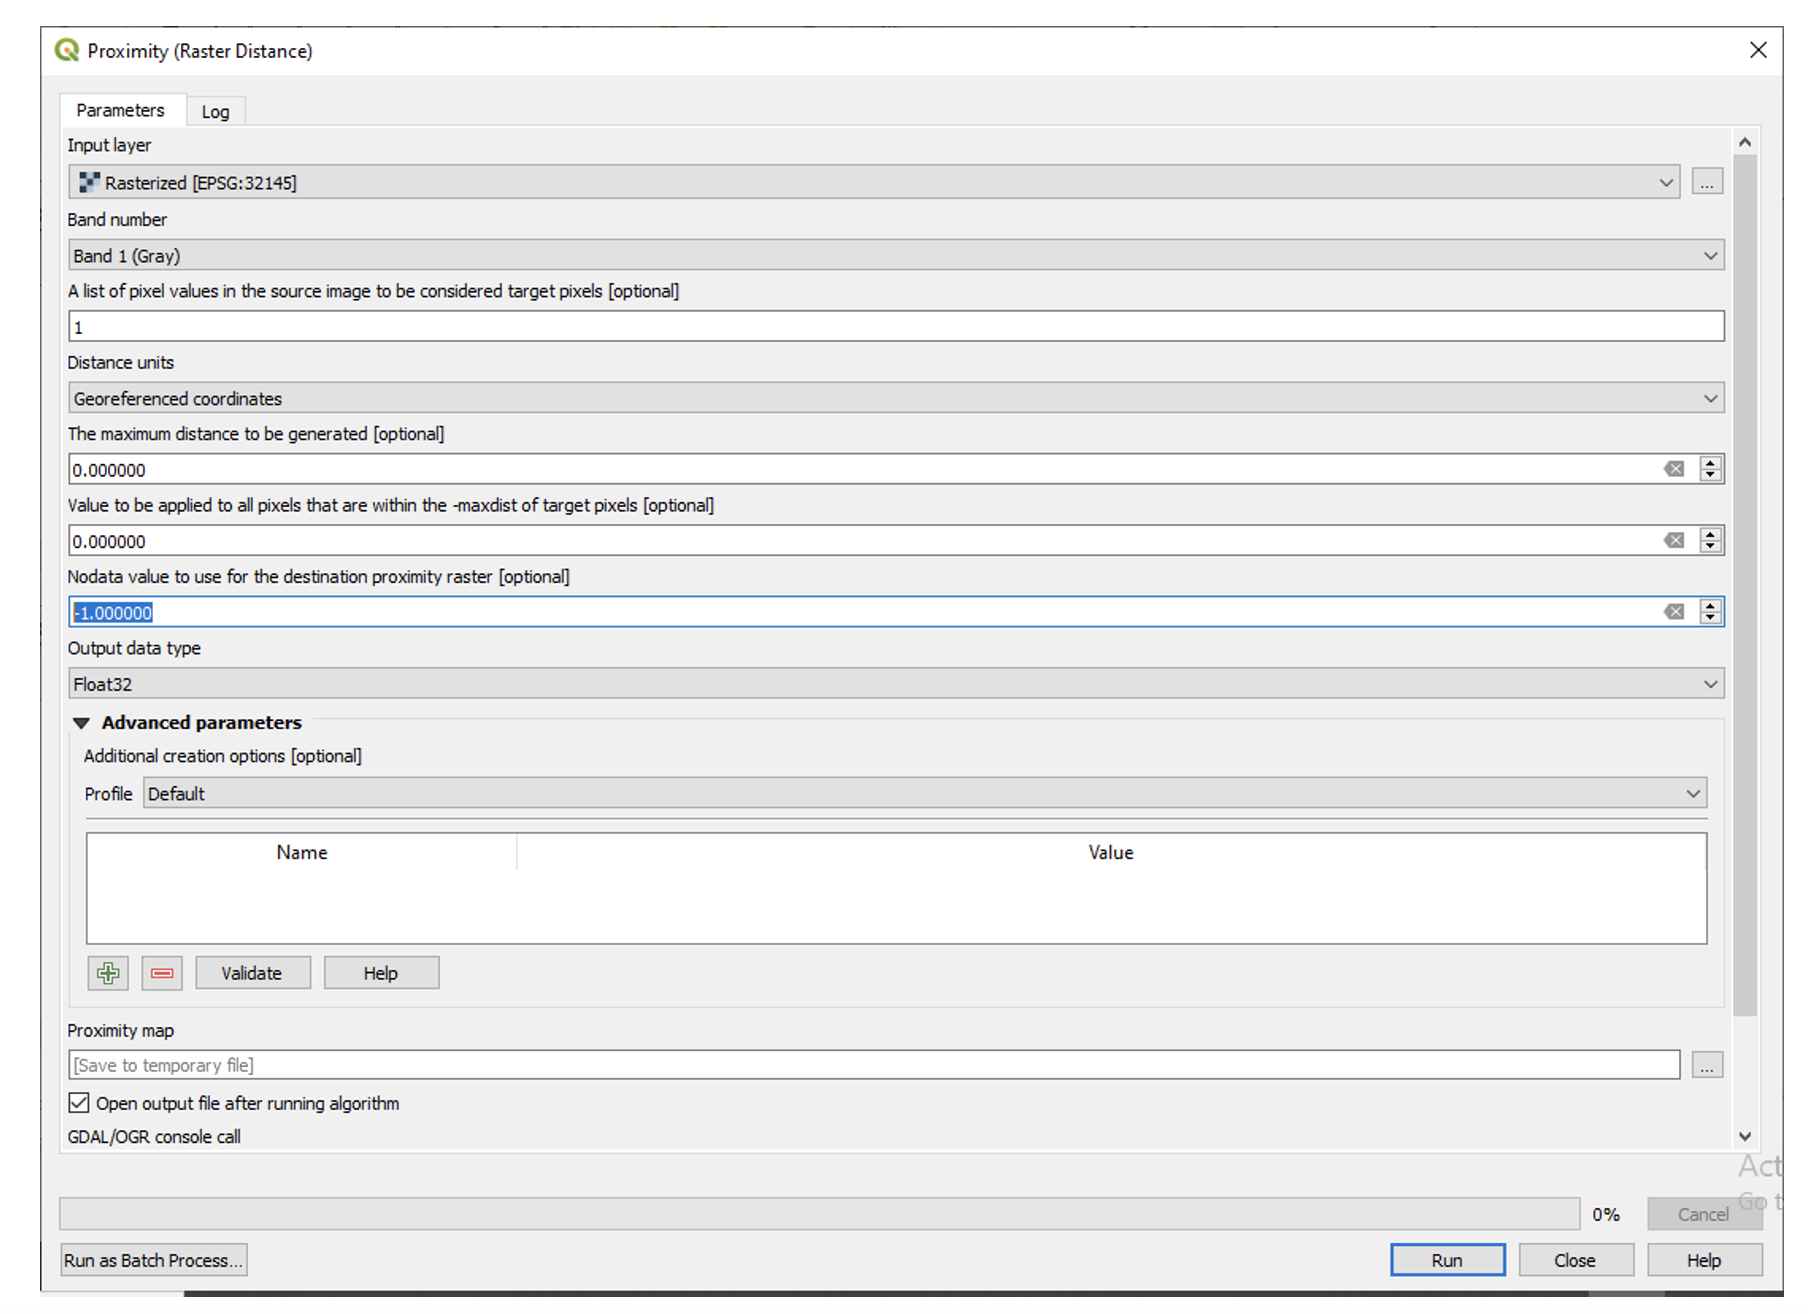 Proximity (Raster Distance)
Parameters
Log
Input layer
Rasterized [EPSG:32145]
...
Band number
Band 1 (Gray)
A list of pixel values in the source image to be considered target pixels [optional]
1
Distance units
Georeferenced coordinates
The maximum distance to be generated [optional]
0.000000
Value to be applied to all pixels that are within the -maxdist of target pixels [optional]
0.000000
Nodata value to use for the destination proximity raster [optional]
-1.000000
Output data type
Float32
Advanced parameters
Additional creation options [optional]
Profile Default
Name Value
Validate Help
Proximity map
[Save to temporary file]
...
Open output file after running algorithm
GDAL/OGR console call
Act
Go t
0% Cancel
Run as Batch Process... Run Close Help